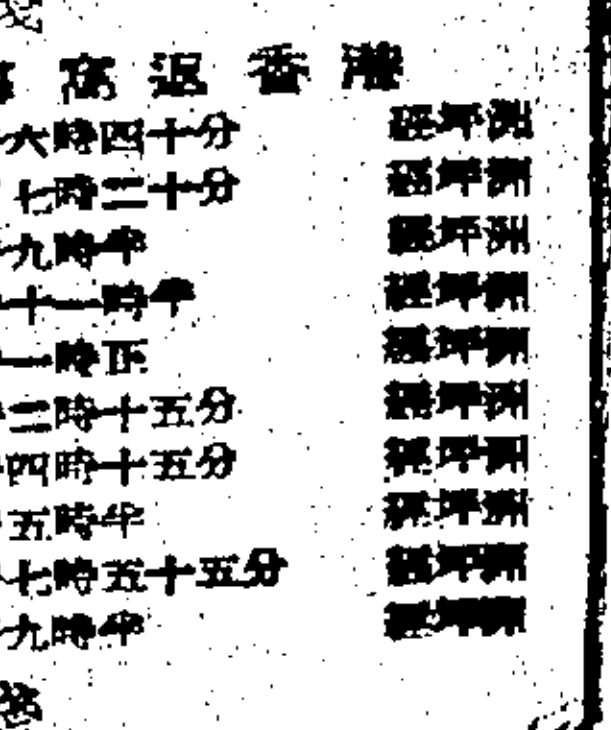 窩返香港
六時四十分 經坪洲
七時二十分 經坪洲
九時半 經坪洲
十一時半 經坪洲
一時正 經坪洲
二時十五分 經坪洲
四時十五分 經坪洲
五時半 經坪洲
七時五十五分 經坪洲
九時半 經坪洲